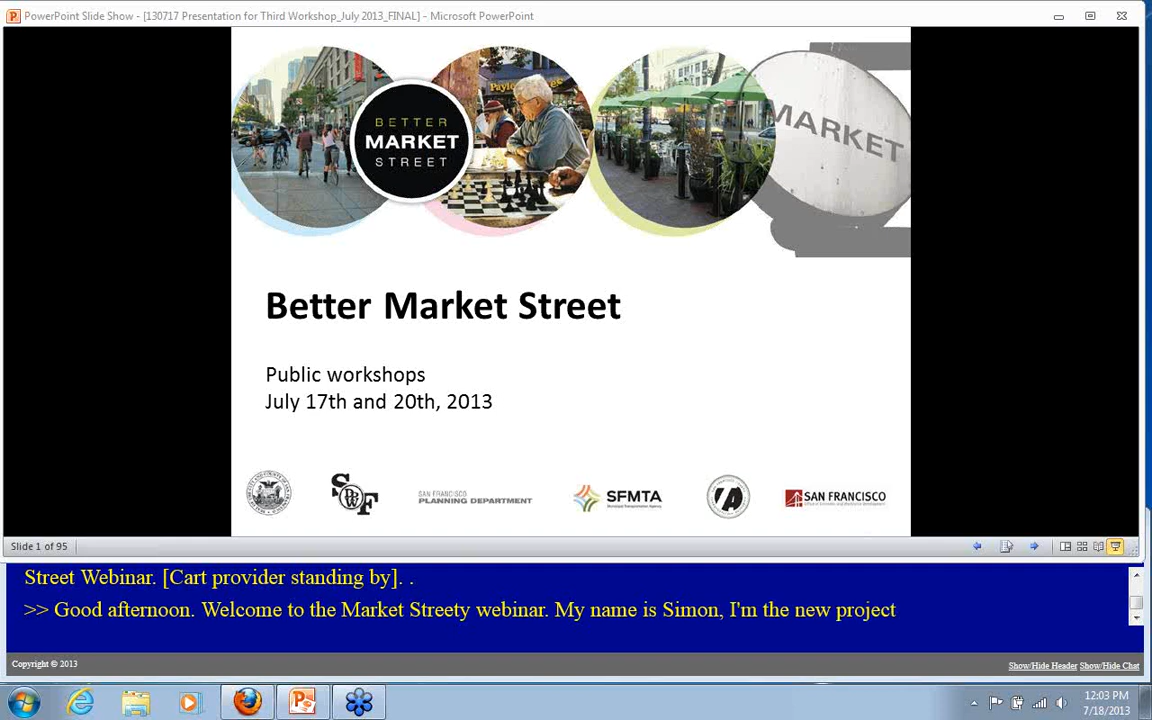 PowerPoint Slide Show - [130717 Presentation for Third Workshop_July 2013_FINAL] - Microsoft PowerPoint
MARKET
BETTER
MARKET
STREET
Better Market Street
Public workshops
July 17th and 20th, 2013
SAN FRANCISCO
PLANNING DEPARTMENT
SFMTA
Municipal Transportation Agency
SAN FRANCISCO
Slide 1 of 95
Street Webinar. [Cart provider standing by]. .
>> Good afternoon. Welcome to the Market Streety webinar. My name is Simon, I'm the new project
Copyright © 2013
Show/Hide Header Show/Hide Chat
12:03 PM
7/18/2013